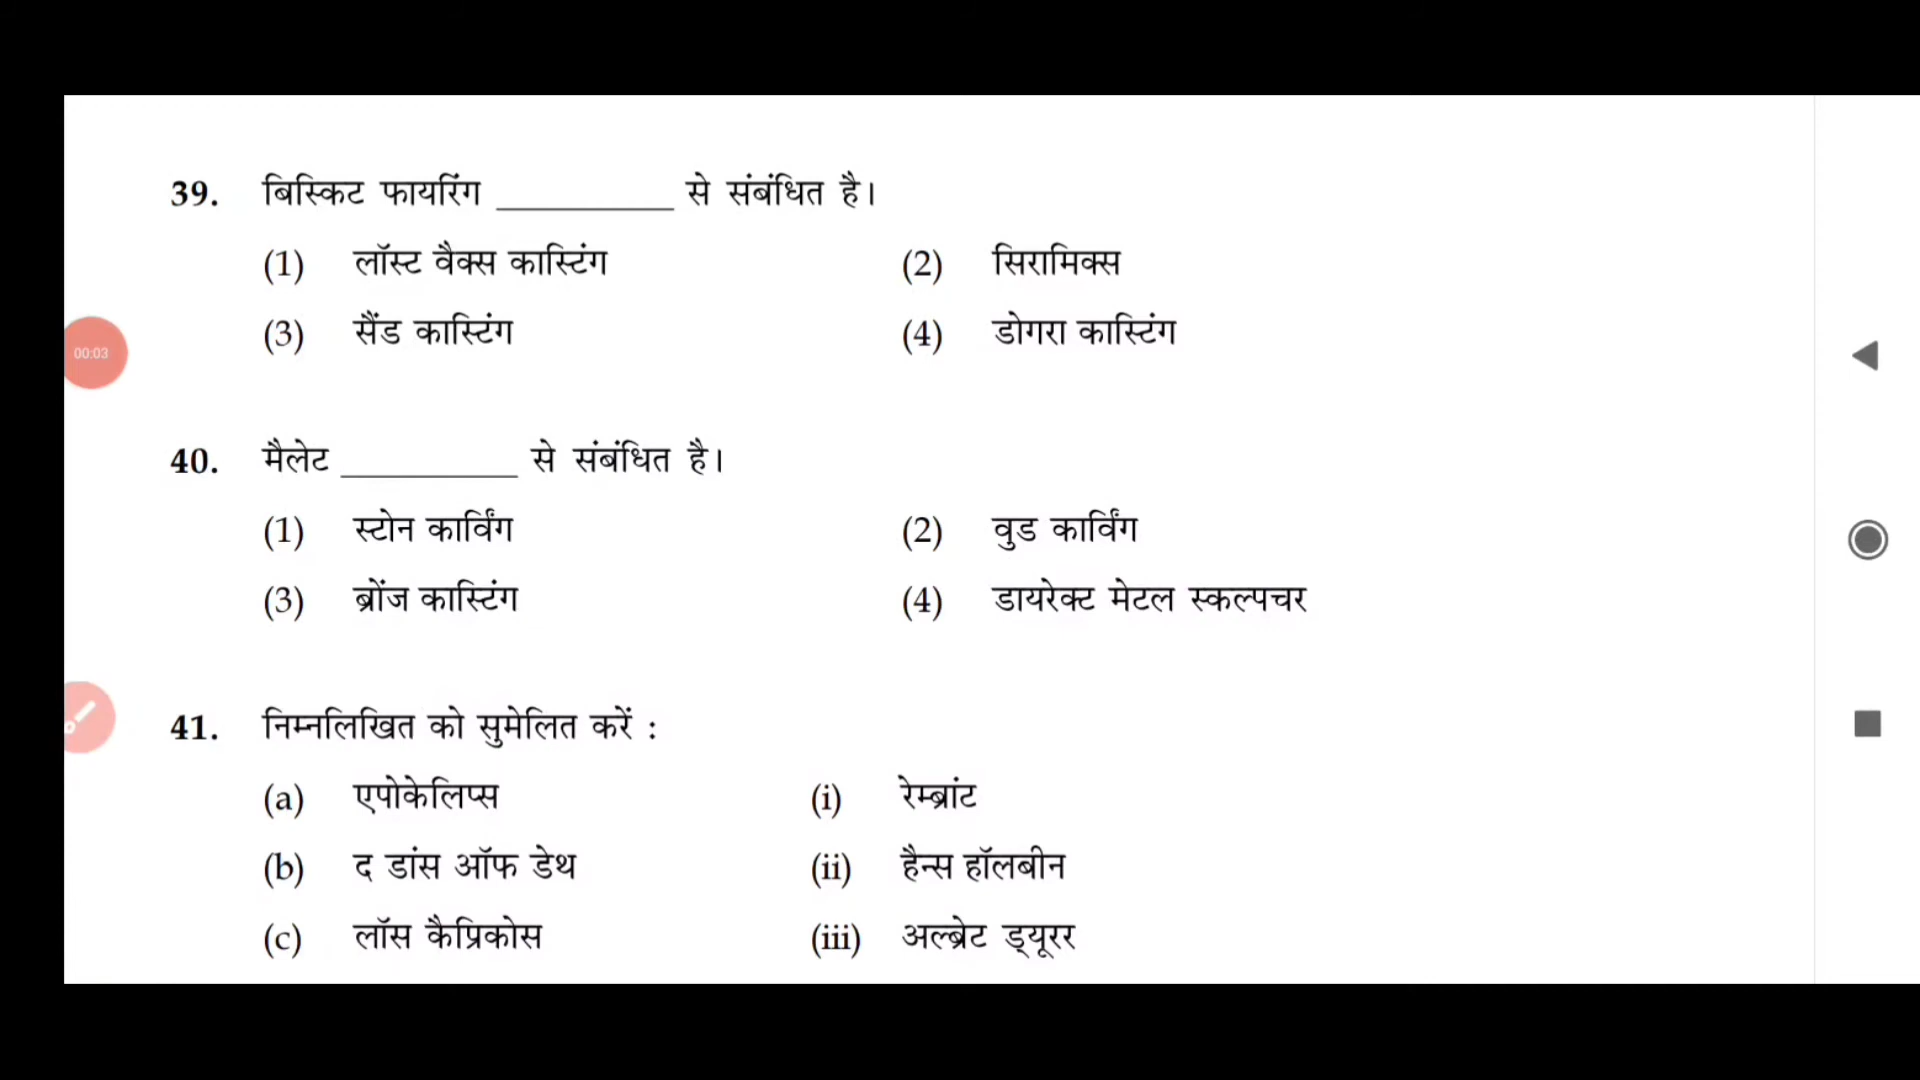 39. बिस्किट फायरिंग __________ से संबंधित है।
(1) लॉस्ट वैक्स कास्टिंग (2) सिरामिक्स
(3) सैंड कास्टिंग (4) डोगरा कास्टिंग
00:03
40. मैलेट __________ से संबंधित है।
(1) स्टोन कार्विंग (2) वुड कार्विंग
(3) ब्रोंज कास्टिंग (4) डायरेक्ट मेटल स्कल्पचर
41. निम्नलिखित को सुमेलित करें :
(a) एपोकेलिप्स (i) रेम्ब्रांट
(b) द डांस ऑफ डेथ (ii) हैन्स हॉलबीन
(c) लॉस कैप्रिकोस (iii) अल्ब्रेट ड्यूरर